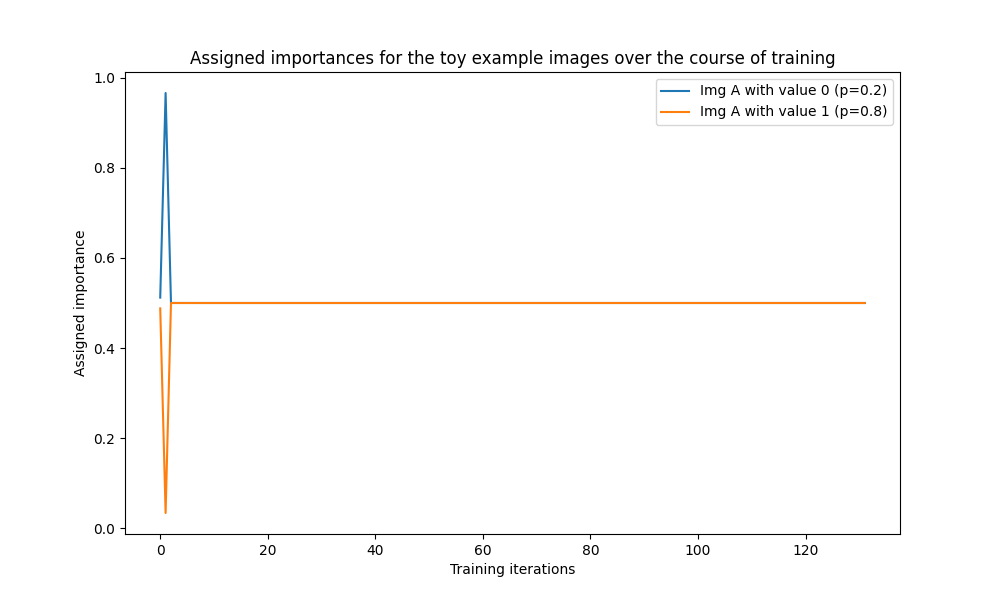 Assigned importances for the toy example images over the course of training
Img A with value 0 (p=0.2)
Img A with value 1 (p=0.8)
Assigned importance
1.0
0.8
0.6
0.4
0.2
0.0
0 20 40 60 80 100 120
Training iterations